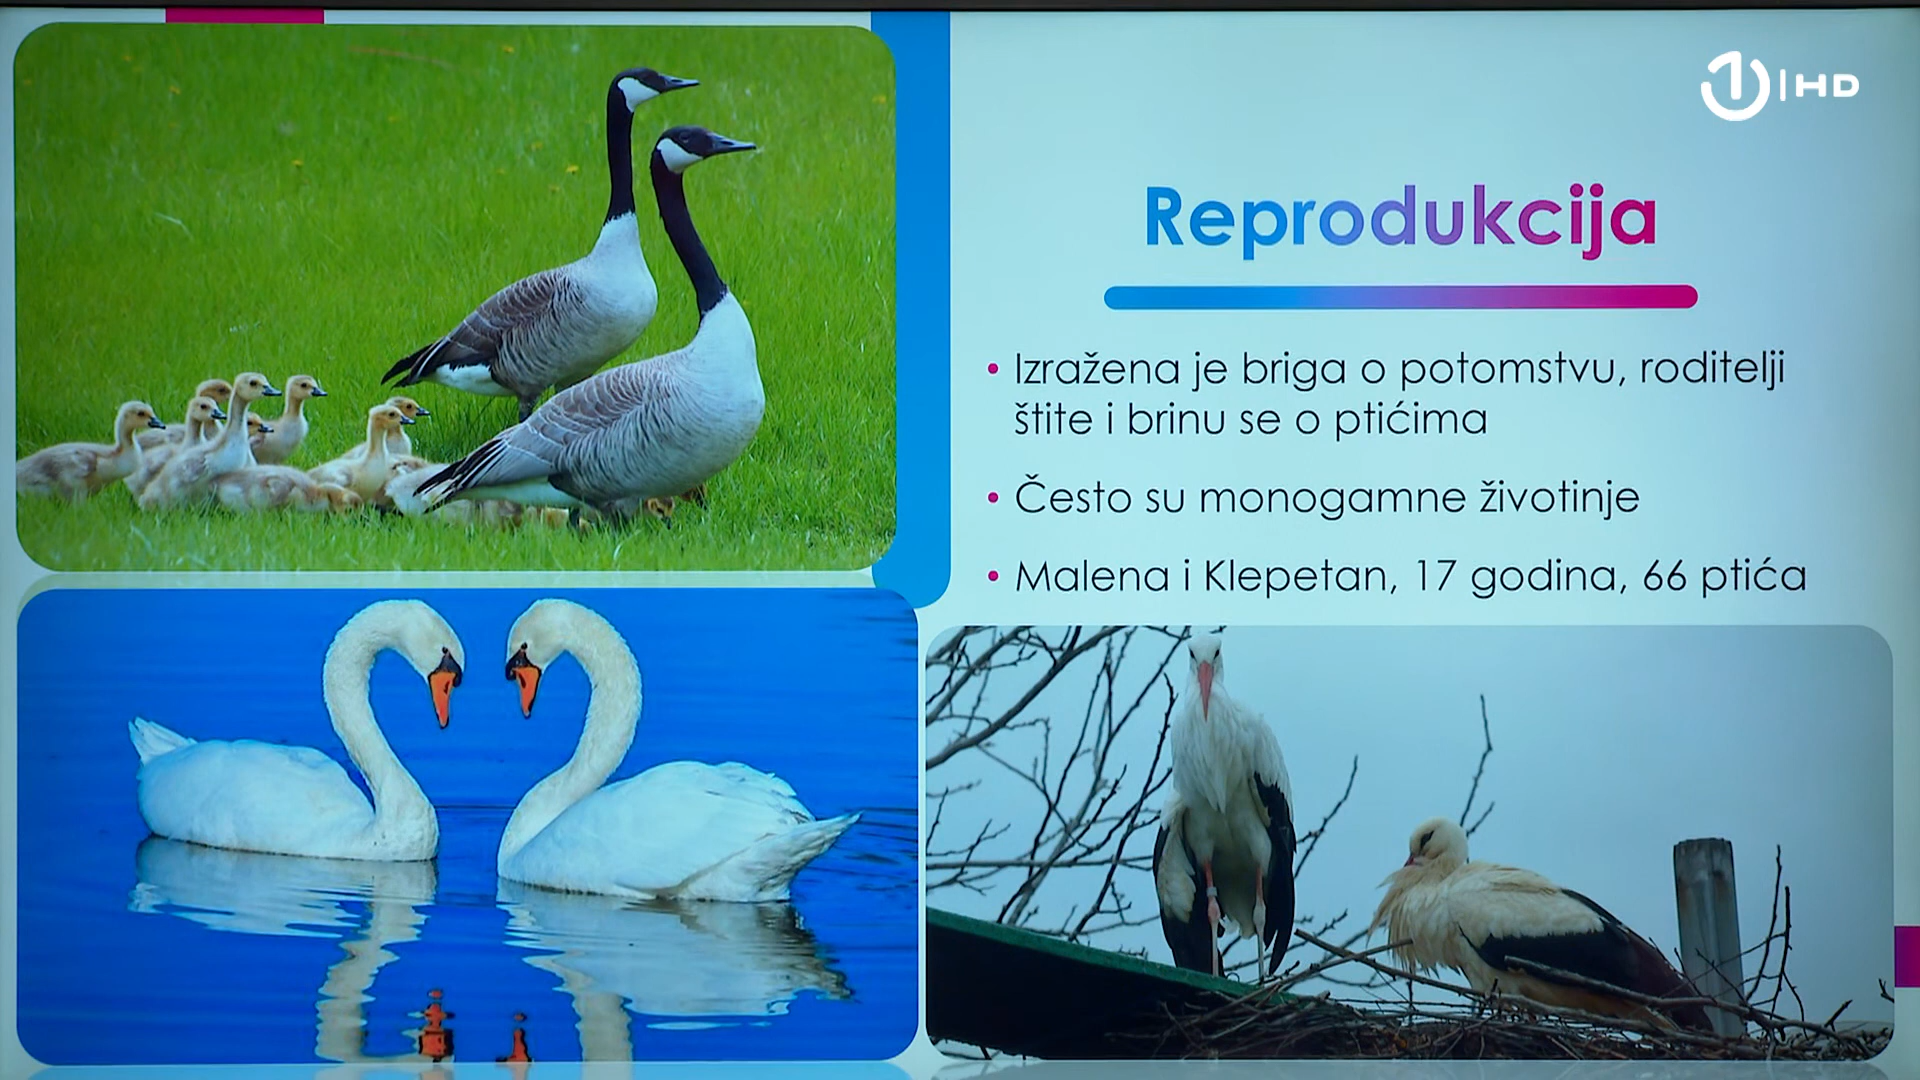 1 HD
Reprodukcija
• Izražena je briga o potomstvu, roditelji
štite i brinu se o ptićima
• Često su monogamne životinje
• Malena i Klepetan, 17 godina, 66 ptića